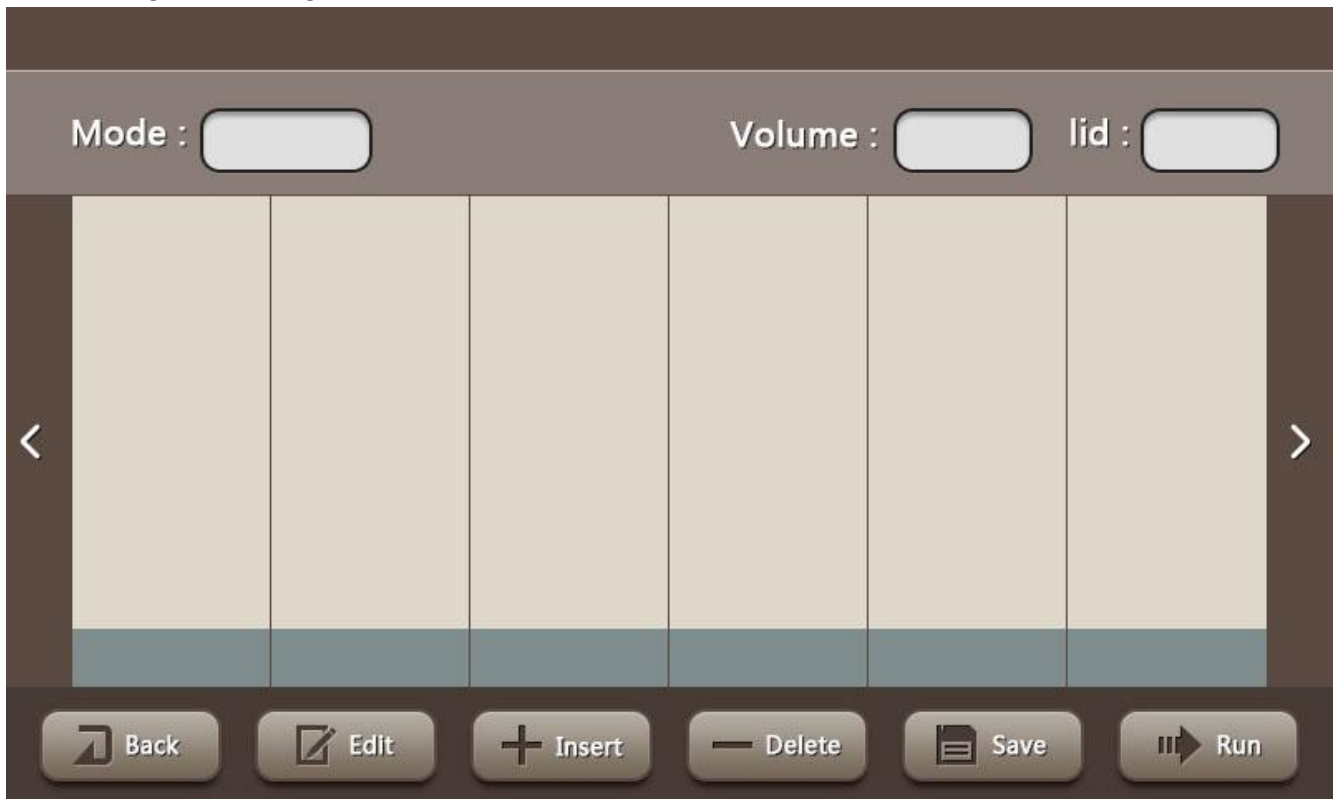 Mode :
Volume :
lid :
<
>
Back
Edit
Insert
Delete
Save
Run